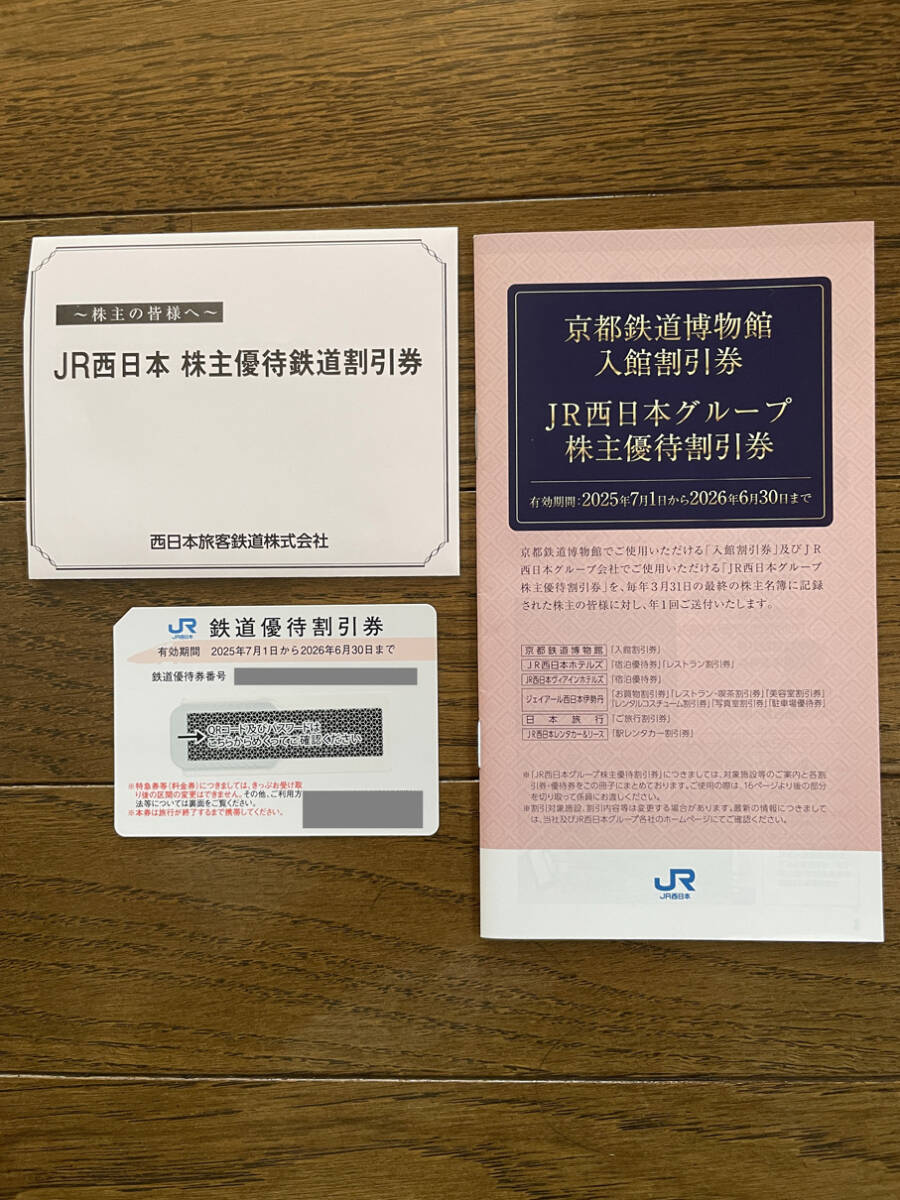 ～株主の皆様へ～
JR西日本 株主優待鉄道割引券
西日本旅客鉄道株式会社
JR
JR西日本
鉄道優待割引券
有効期間 2025年7月1日から2026年6月30日まで
鉄道優待券番号
QRコード及びパスワードは
こちらからめくってご確認ください
※特急券等(料金券)につきましては、きっぷお受け取
り後の区間の変更はできません。その他、ご利用方
法等については裏面をご覧ください。
※本券は旅行が終了するまで携帯してください。
京都鉄道博物館
入館割引券
JR西日本グループ
株主優待割引券
有効期間：2025年7月1日から2026年6月30日まで
京都鉄道博物館でご使用いただける「入館割引券」及びJR
西日本グループ会社でご使用いただける「JR西日本グループ
株主優待割引券」を、毎年3月31日の最終の株主名簿に記録
された株主の皆様に対し、年1回ご送付いたします。
京都鉄道博物館 「入館割引券」
JR西日本ホテルズ 「宿泊優待券」「レストラン割引券」
JR西日本ヴィアインホテルズ 「宿泊優待券」
ジェイアール西日本伊勢丹 「お買物割引券」「レストラン・喫茶割引券」「美容室割引券」
「レンタルコスチューム割引券」「写真室割引券」「駐車場優待券」
日本旅行 「ご旅行割引券」
JR西日本レンタカー&リース 「駅レンタカー割引券」
※「JR西日本グループ株主優待割引券」につきましては、対象施設等のご案内と各割
引券・優待券をこの冊子にまとめております。ご使用の際は、16ページより後の部分
を切り取って係員にお渡しください。
※割引対象施設、割引内容等は変更する場合があります。最新の情報につきまして
は、当社及びJR西日本グループ各社のホームページにてご確認ください。
JR
JR西日本